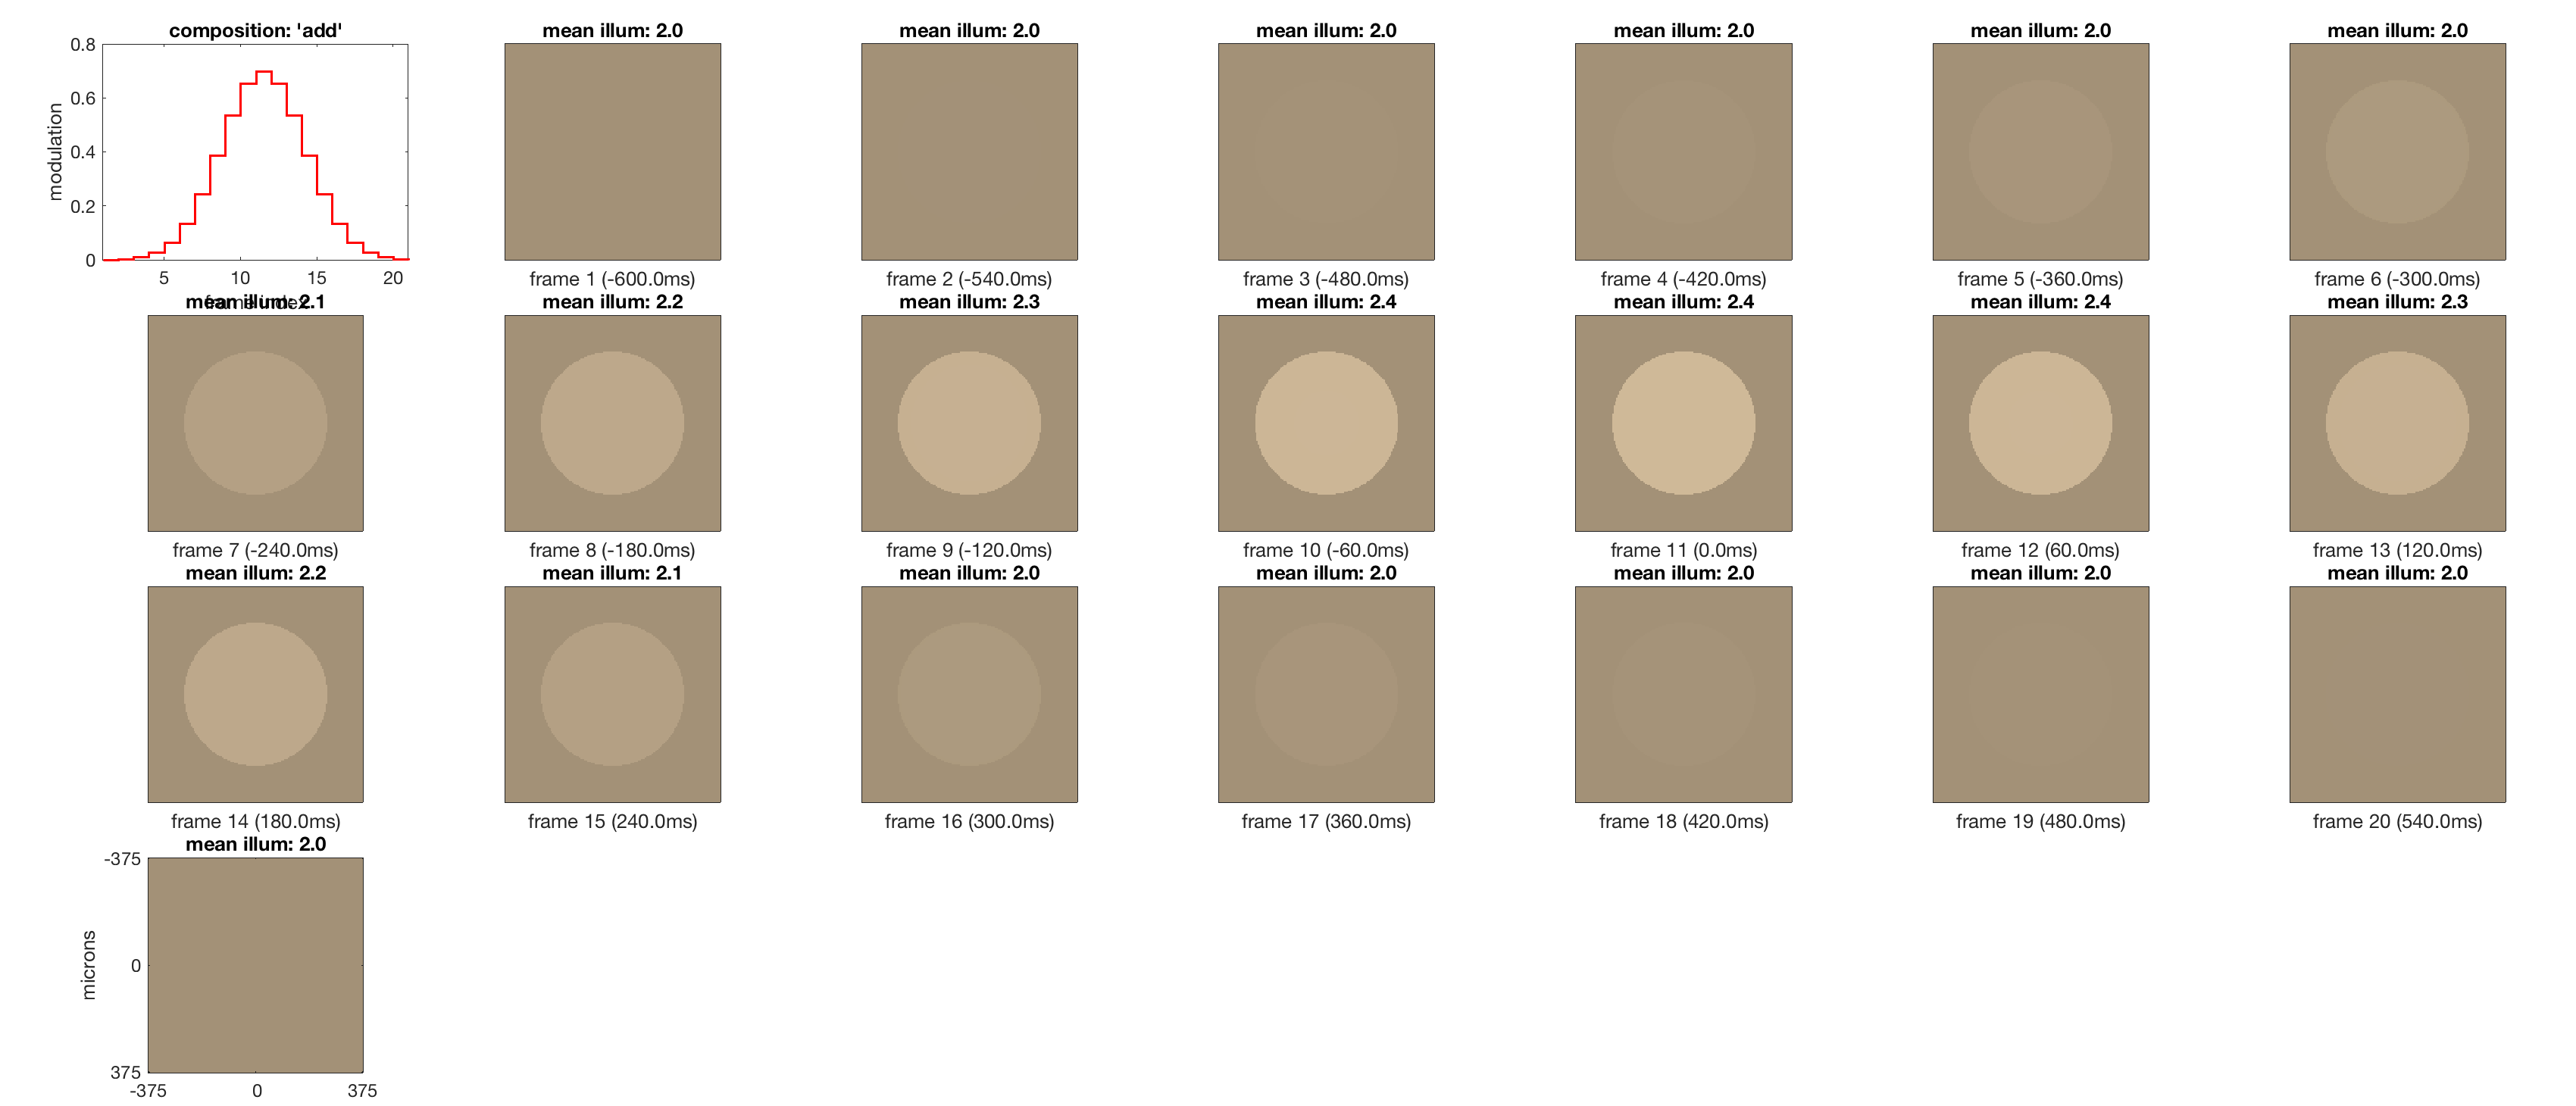 composition: 'add'
mean illum: 2.0
mean illum: 2.0
mean illum: 2.0
mean illum: 2.0
mean illum: 2.0
mean illum: 2.0
0.8
0.6
0.4
0.2
0
modulation
5
10
15
20
frame index
frame 1 (-600.0ms)
frame 2 (-540.0ms)
frame 3 (-480.0ms)
frame 4 (-420.0ms)
frame 5 (-360.0ms)
frame 6 (-300.0ms)
mean illum: 2.1
mean illum: 2.2
mean illum: 2.3
mean illum: 2.4
mean illum: 2.4
mean illum: 2.4
mean illum: 2.3
frame 7 (-240.0ms)
frame 8 (-180.0ms)
frame 9 (-120.0ms)
frame 10 (-60.0ms)
frame 11 (0.0ms)
frame 12 (60.0ms)
frame 13 (120.0ms)
mean illum: 2.2
mean illum: 2.1
mean illum: 2.0
mean illum: 2.0
mean illum: 2.0
mean illum: 2.0
mean illum: 2.0
frame 14 (180.0ms)
frame 15 (240.0ms)
frame 16 (300.0ms)
frame 17 (360.0ms)
frame 18 (420.0ms)
frame 19 (480.0ms)
frame 20 (540.0ms)
mean illum: 2.0
-375
0
375
microns
-375
0
375